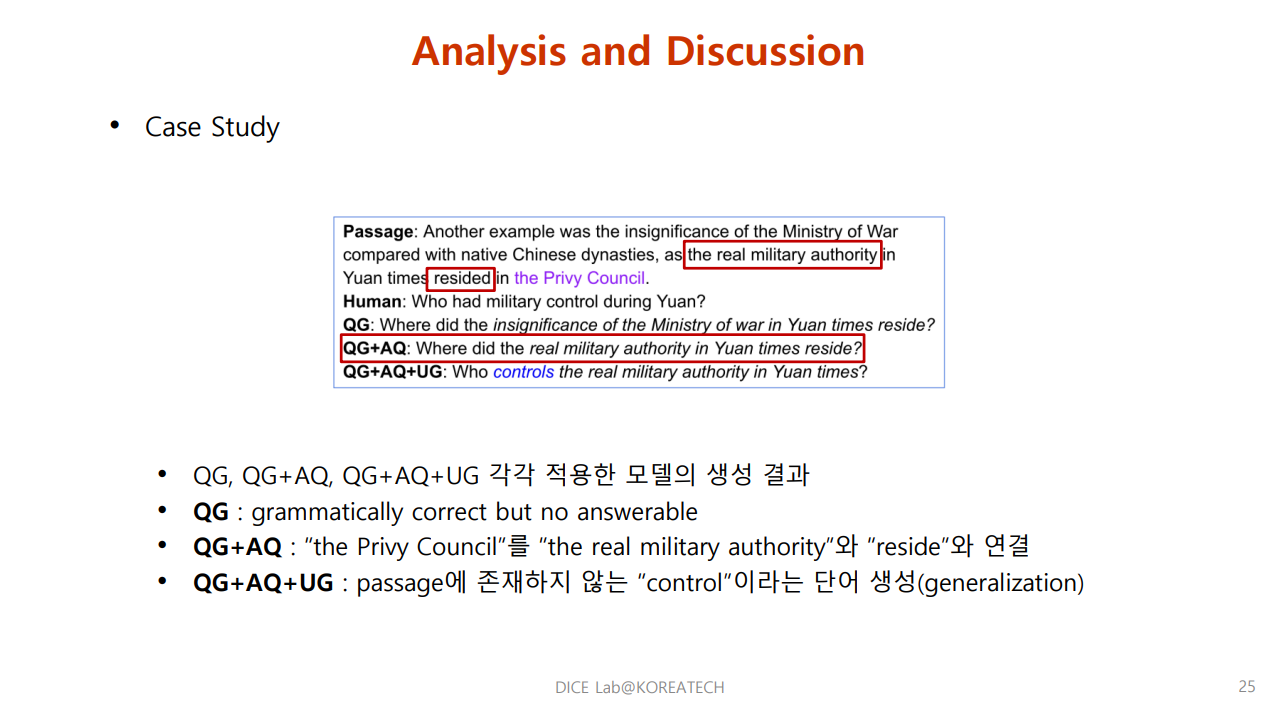 Analysis and Discussion
• Case Study
Passage: Another example was the insignificance of the Ministry of War
compared with native Chinese dynasties, as the real military authority in
Yuan times resided in the Privy Council.
Human: Who had military control during Yuan?
QG: Where did the insignificance of the Ministry of war in Yuan times reside?
QG+AQ: Where did the real military authority in Yuan times reside?
QG+AQ+UG: Who controls the real military authority in Yuan times?
• QG, QG+AQ, QG+AQ+UG 각각 적용한 모델의 생성 결과
• QG : grammatically correct but no answerable
• QG+AQ : “the Privy Council”를 “the real military authority”와 “reside”와 연결
• QG+AQ+UG : passage에 존재하지 않는 “control”이라는 단어 생성(generalization)
DICE Lab@KOREATECH
25